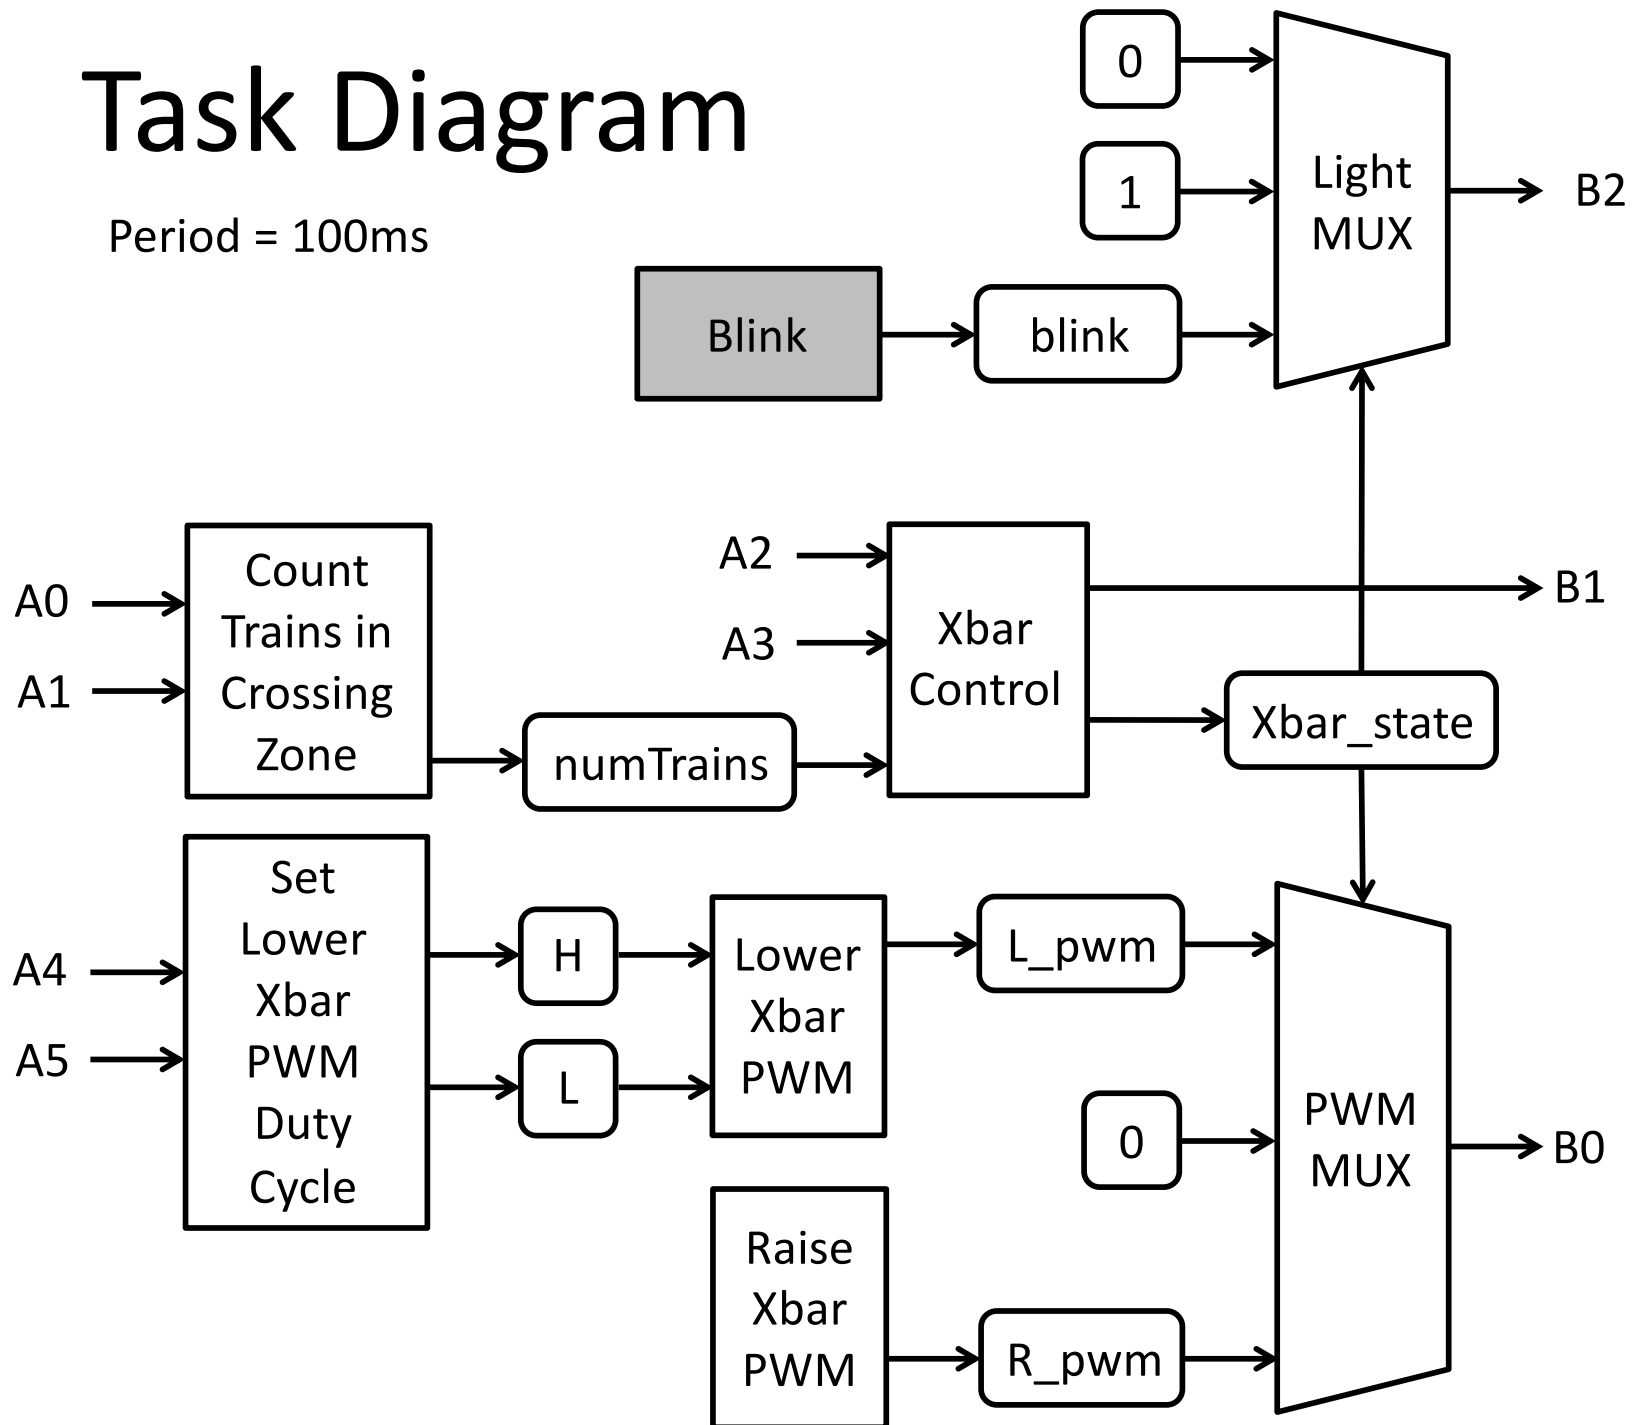 Task Diagram
Period = 100ms
0
1
Light
MUX
B2
Blink
blink
A0
A1
Count
Trains in
Crossing
Zone
numTrains
A2
A3
Xbar
Control
B1
Xbar_state
A4
A5
Set
Lower
Xbar
PWM
Duty
Cycle
H
L
Lower
Xbar
PWM
L_pwm
0
PWM
MUX
B0
Raise
Xbar
PWM
R_pwm